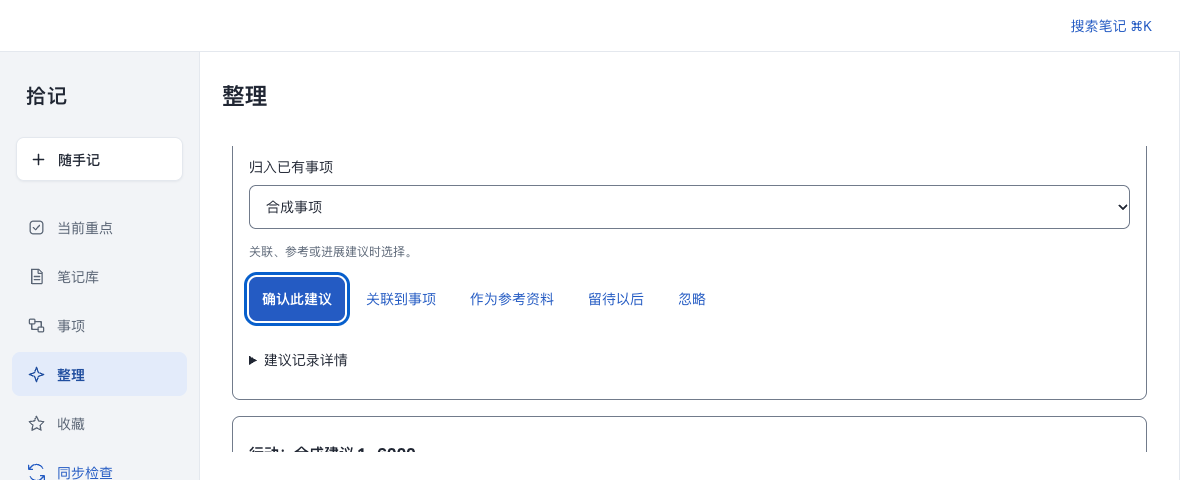 搜索笔记 ⌘K
拾记
随手记
当前重点
笔记库
事项
整理
收藏
同步检查
整理
归入已有事项
合成事项
关联、参考或进展建议时选择。
确认此建议 关联到事项 作为参考资料 留待以后 忽略
建议记录详情